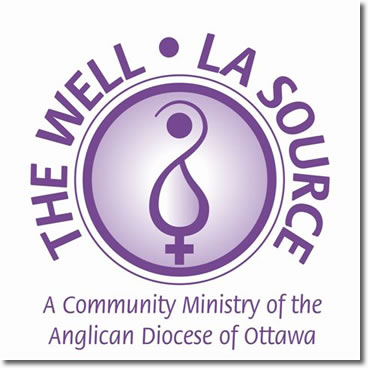 THE WELL • LA SOURCE
A Community Ministry of the
Anglican Diocese of Ottawa